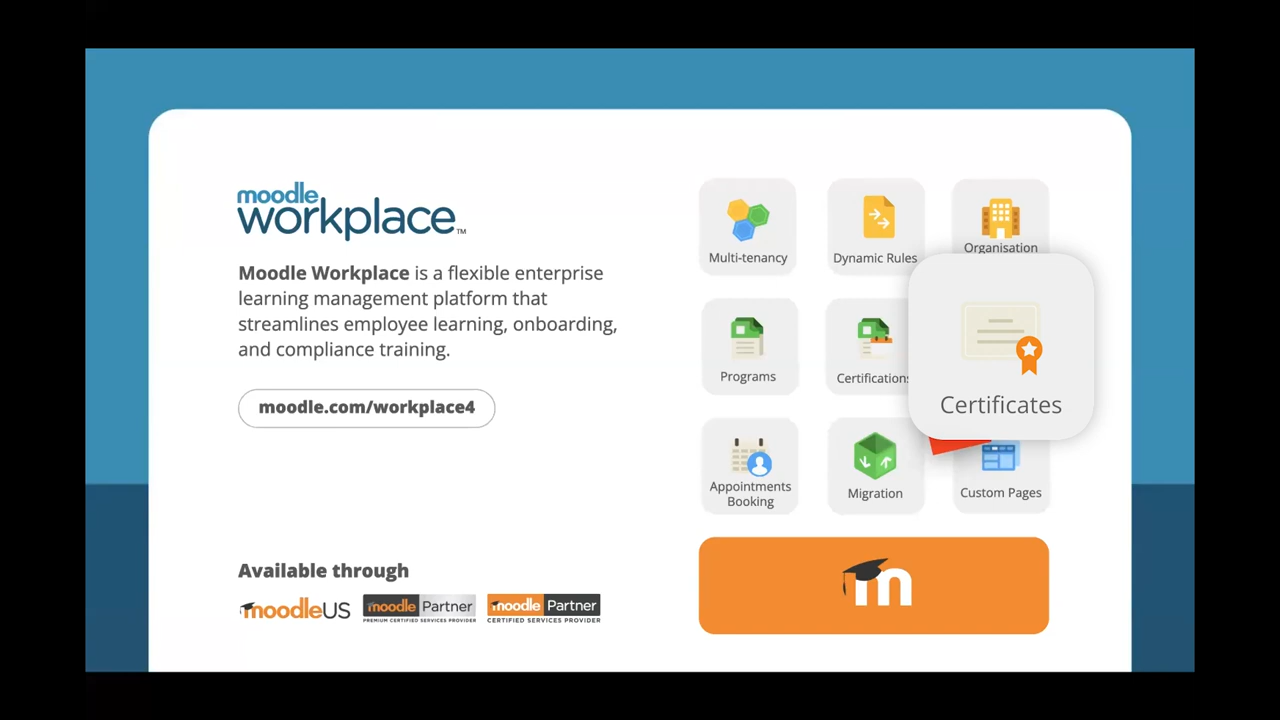 moodle
workplace™
Moodle Workplace is a flexible enterprise
learning management platform that
streamlines employee learning, onboarding,
and compliance training.
moodle.com/workplace4
Available through
moodleUS
moodle Partner
PREMIUM CERTIFIED SERVICES PROVIDER
moodle Partner
CERTIFIED SERVICES PROVIDER
Multi-tenancy
Dynamic Rules
Organisation
Programs
Certifications
Certificates
Appointments
Booking
Migration
Custom Pages
m